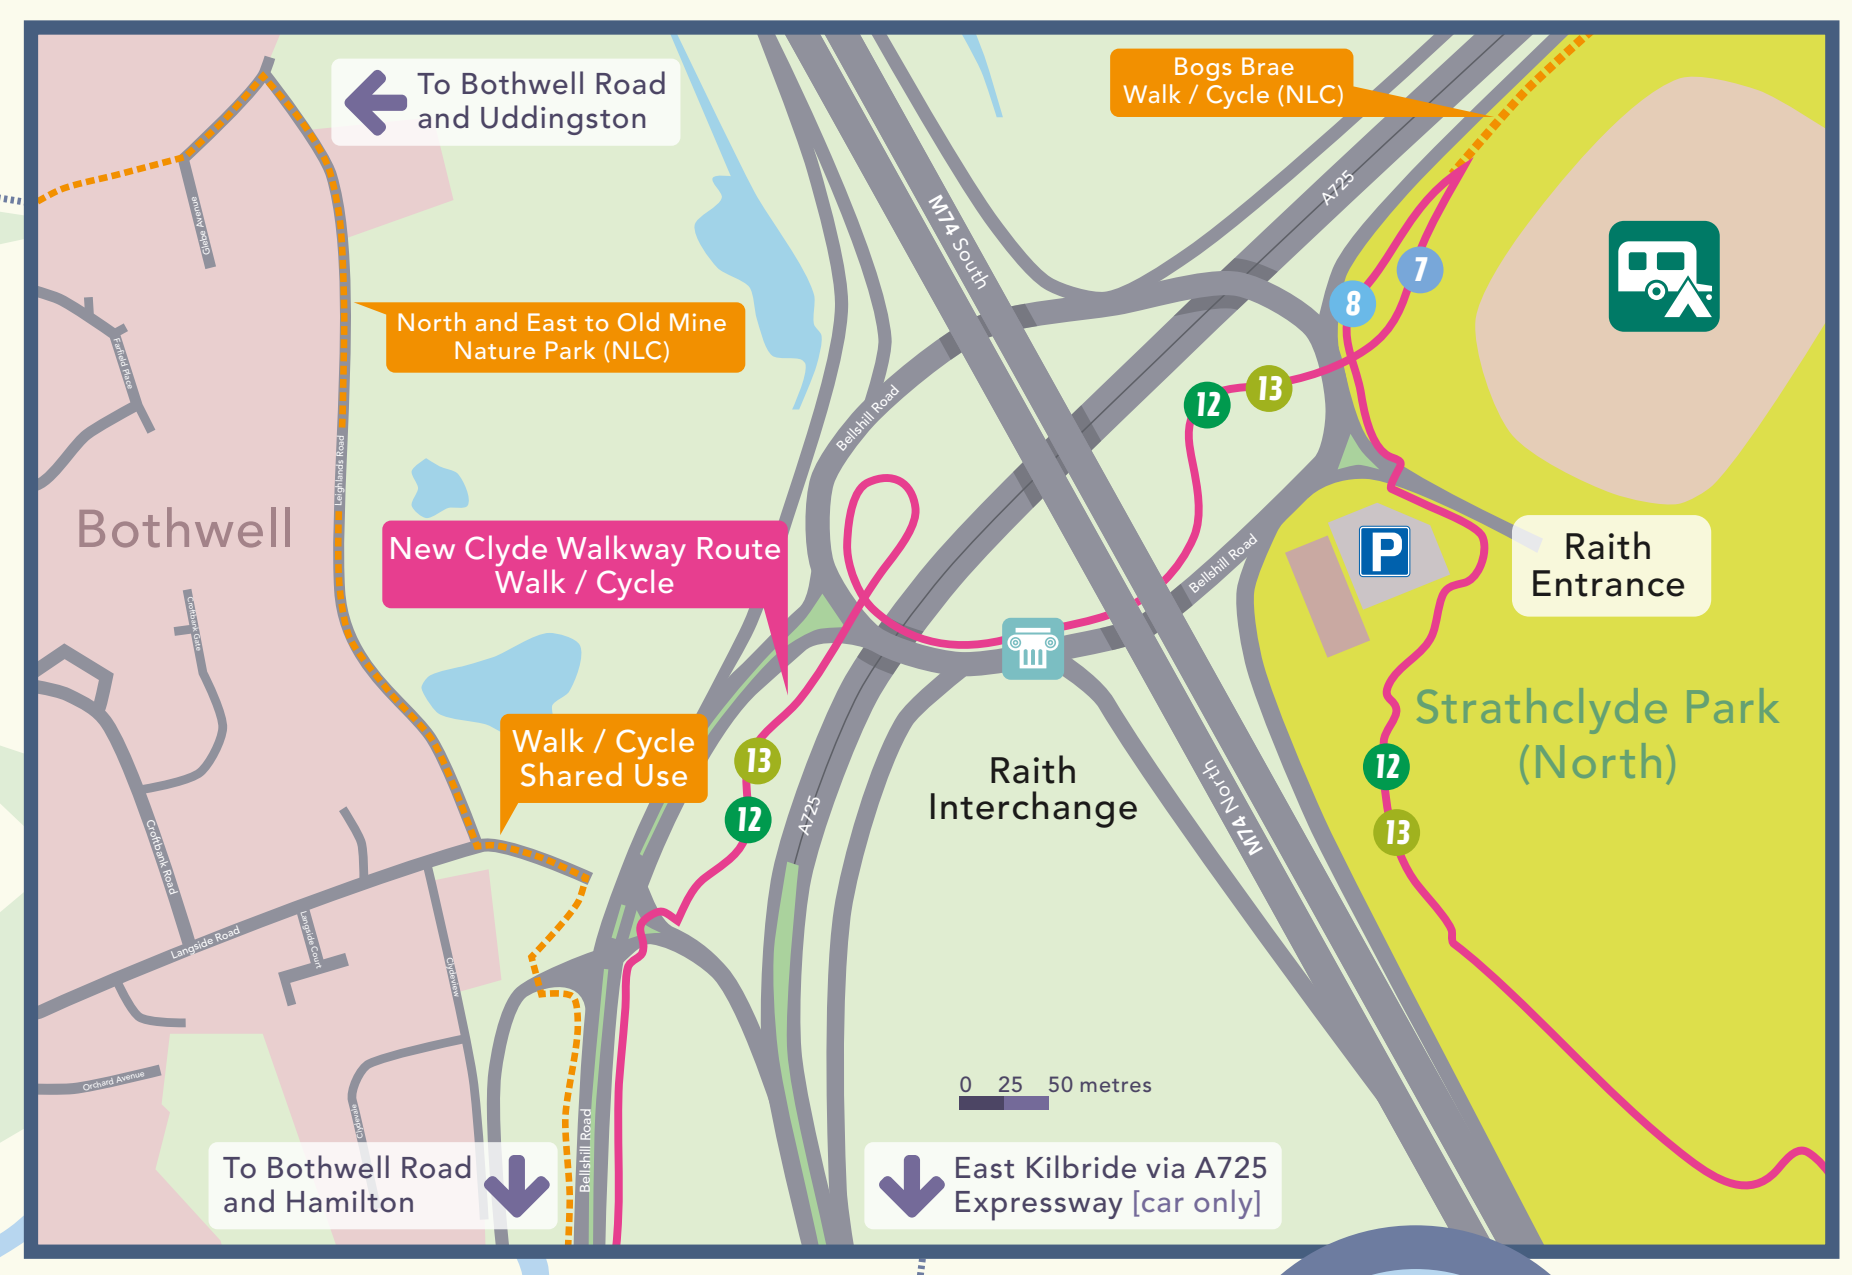 To Bothwell Road
and Uddingston
Bogs Brae
Walk / Cycle (NLC)
A725
M74 South
Glebe Avenue
7
8
North and East to Old Mine
Nature Park (NLC)
Farfield Place
Bellshill Road
12
13
Leighlands Road
Bothwell
New Clyde Walkway Route
Walk / Cycle
P
Raith
Entrance
Bellshill Road
Croftbank Gate
Strathclyde Park
(North)
Walk / Cycle
Shared Use
13
12
A725
Raith
Interchange
M74 North
12
13
Croftbank Road
Langside Road
Langside Court
Clydeview
Orchard Avenue
Clydevale
Bellshill Road
0 25 50 metres
To Bothwell Road
and Hamilton
East Kilbride via A725
Expressway [car only]